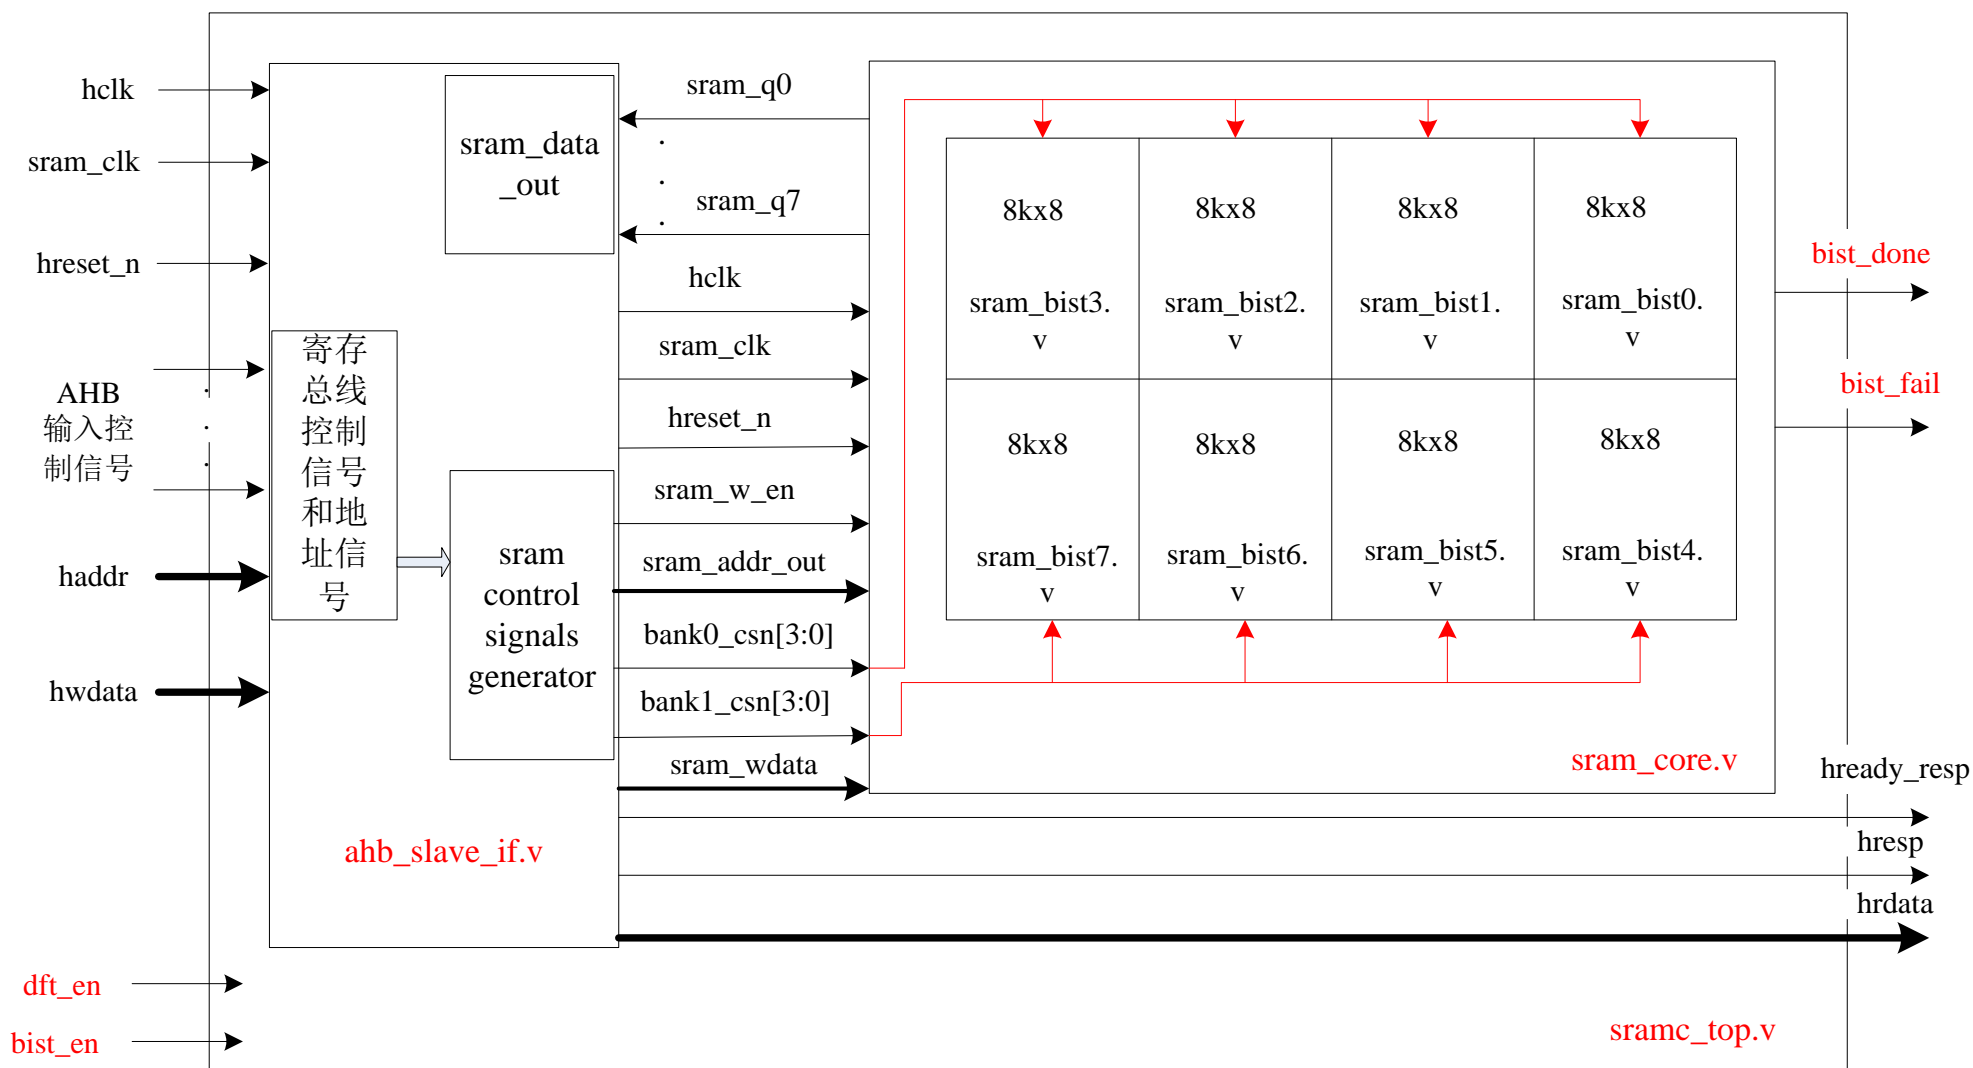 hclk
sram_clk
hreset_n
AHB
输入控
制信号
haddr
hwdata
dft_en
bist_en
sram_data
_out
寄存
总线
控制
信号
和地
址信
号
sram
control
signals
generator
ahb_slave_if.v
sram_q0
sram_q7
hclk
sram_clk
hreset_n
sram_w_en
sram_addr_out
bank0_csn[3:0]
bank1_csn[3:0]
sram_wdata
8kx8
sram_bist3.
v
8kx8
sram_bist2.
v
8kx8
sram_bist1.
v
8kx8
sram_bist0.
v
8kx8
sram_bist7.
v
8kx8
sram_bist6.
v
8kx8
sram_bist5.
v
8kx8
sram_bist4.
v
sram_core.v
bist_done
bist_fail
hready_resp
hresp
hrdata
sramc_top.v